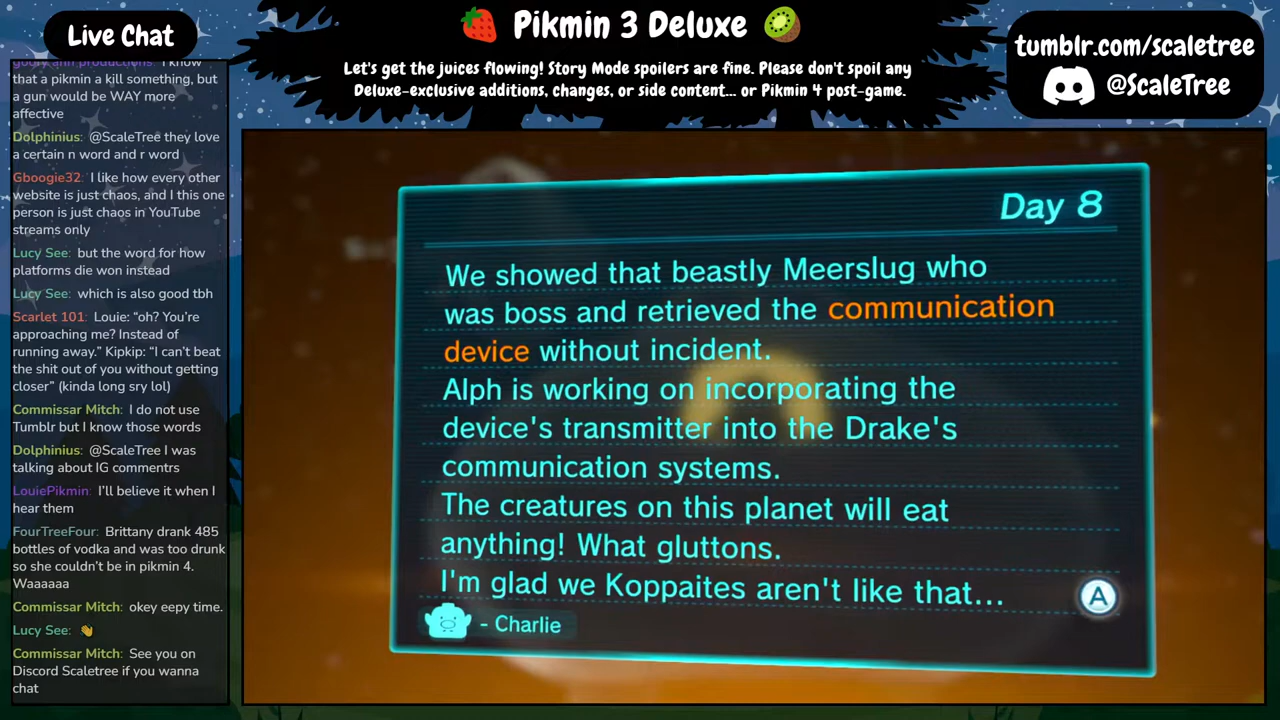 Live Chat
that a pikmin a kill something, but
a gun would be WAY more
affective
Dolphinius: @ScaleTree they love
a certain n word and r word
Gboogie32: I like how every other
website is just chaos, and I this one
person is just chaos in YouTube
streams only
Lucy See: but the word for how
platforms die won instead
Lucy See: which is also good tbh
Scarlet 101: Louie: “oh? You’re
approaching me? Instead of
running away.” Kipkip: “I can’t beat
the shit out of you without getting
closer” (kinda long sry lol)
Commissar Mitch: I do not use
Tumblr but I know those words
Dolphinius: @ScaleTree I was
talking about IG commentrs
LouiePikmin: I’ll believe it when I
hear them
FourTreeFour: Brittany drank 485
bottles of vodka and was too drunk
so she couldn’t be in pikmin 4.
Waaaaaa
Commissar Mitch: okey eepy time.
Lucy See: 👋
Commissar Mitch: See you on
Discord Scaletree if you wanna
chat
Pikmin 3 Deluxe
Let's get the juices flowing! Story Mode spoilers are fine. Please don't spoil any
Deluxe-exclusive additions, changes, or side content... or Pikmin 4 post-game.
tumblr.com/scaletree
@ScaleTree
Day 8
We showed that beastly Meerslug who
was boss and retrieved the communication
device without incident.
Alph is working on incorporating the
device's transmitter into the Drake's
communication systems.
The creatures on this planet will eat
anything! What gluttons.
I'm glad we Koppaites aren't like that...
- Charlie
A